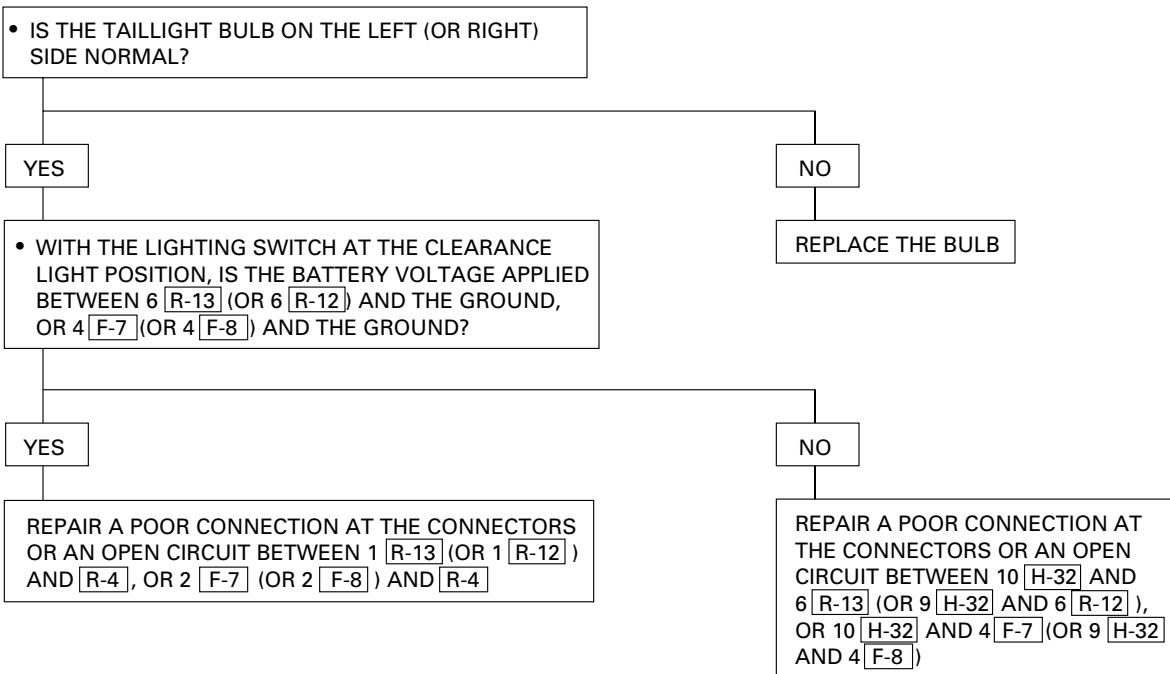 • IS THE TAILLIGHT BULB ON THE LEFT (OR RIGHT)
SIDE NORMAL?
YES
NO
• WITH THE LIGHTING SWITCH AT THE CLEARANCE
LIGHT POSITION, IS THE BATTERY VOLTAGE APPLIED
BETWEEN 6 R-13 (OR 6 R-12) AND THE GROUND,
OR 4 F-7 (OR 4 F-8) AND THE GROUND?
REPLACE THE BULB
YES
NO
REPAIR A POOR CONNECTION AT THE CONNECTORS
OR AN OPEN CIRCUIT BETWEEN 1 R-13 (OR 1 R-12)
AND R-4, OR 2 F-7 (OR 2 F-8) AND R-4
REPAIR A POOR CONNECTION AT
THE CONNECTORS OR AN OPEN
CIRCUIT BETWEEN 10 H-32 AND
6 R-13 (OR 9 H-32 AND 6 R-12),
OR 10 H-32 AND 4 F-7 (OR 9 H-32
AND 4 F-8)